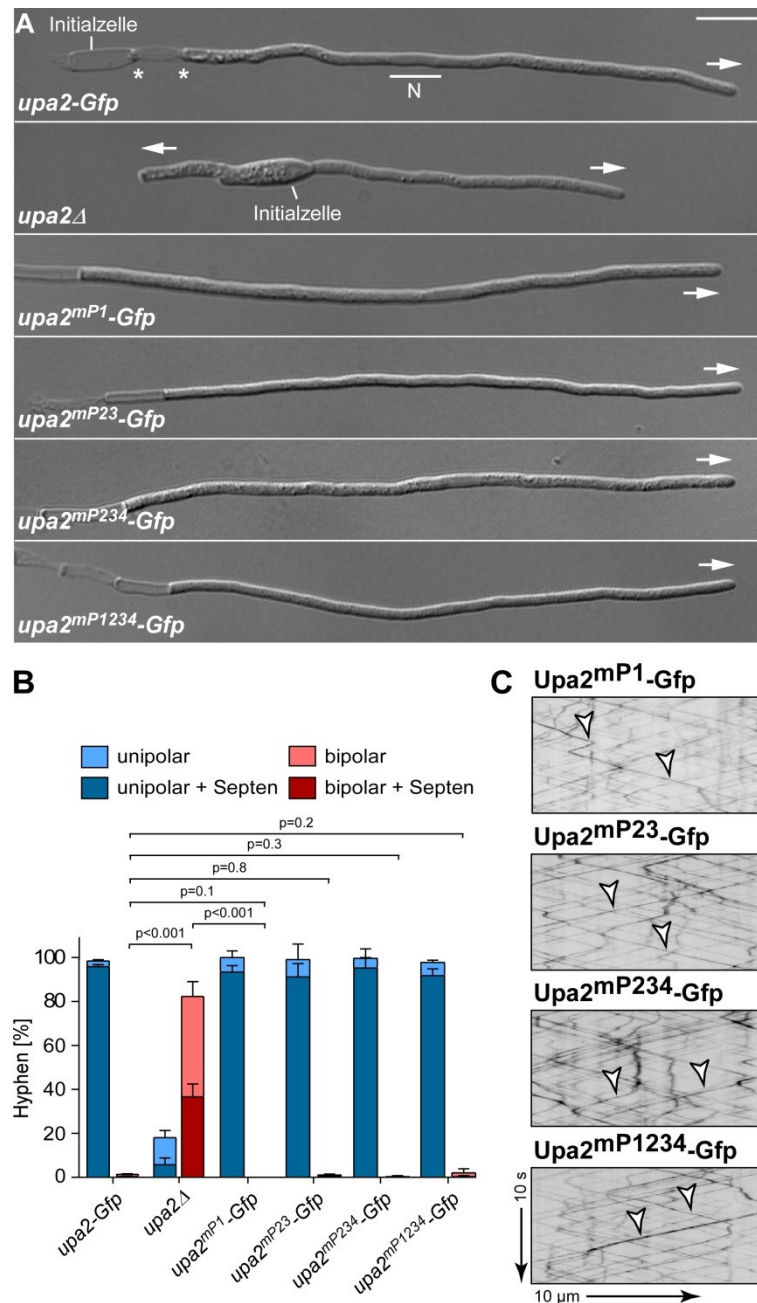 A
Initialzelle
* *
N
upa2-Gfp
upa2Δ
Initialzelle
upa2mP1-Gfp
upa2mP23-Gfp
upa2mP234-Gfp
upa2mP1234-Gfp
B
unipolar bipolar
unipolar + Septen bipolar + Septen
p=0.2
p=0.3
p=0.8
p=0.1
p<0.001 p<0.001
Hyphen [%]
100
80
60
40
20
0
upa2-Gfp upa2Δ upa2mP1-Gfp upa2mP23-Gfp upa2mP234-Gfp upa2mP1234-Gfp
C
Upa2mP1-Gfp
Upa2mP23-Gfp
Upa2mP234-Gfp
Upa2mP1234-Gfp
10 s
10 µm